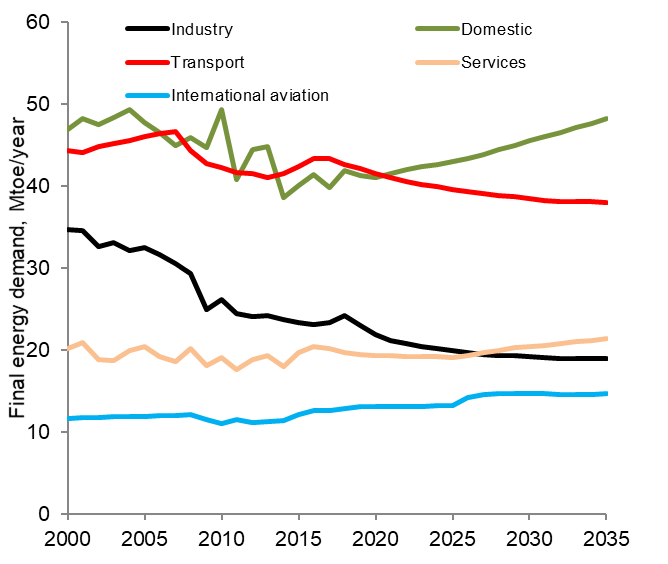 Industry
Domestic
Transport
Services
International aviation
Final energy demand, Mtoe/year
60
50
40
30
20
10
0
2000 2005 2010 2015 2020 2025 2030 2035